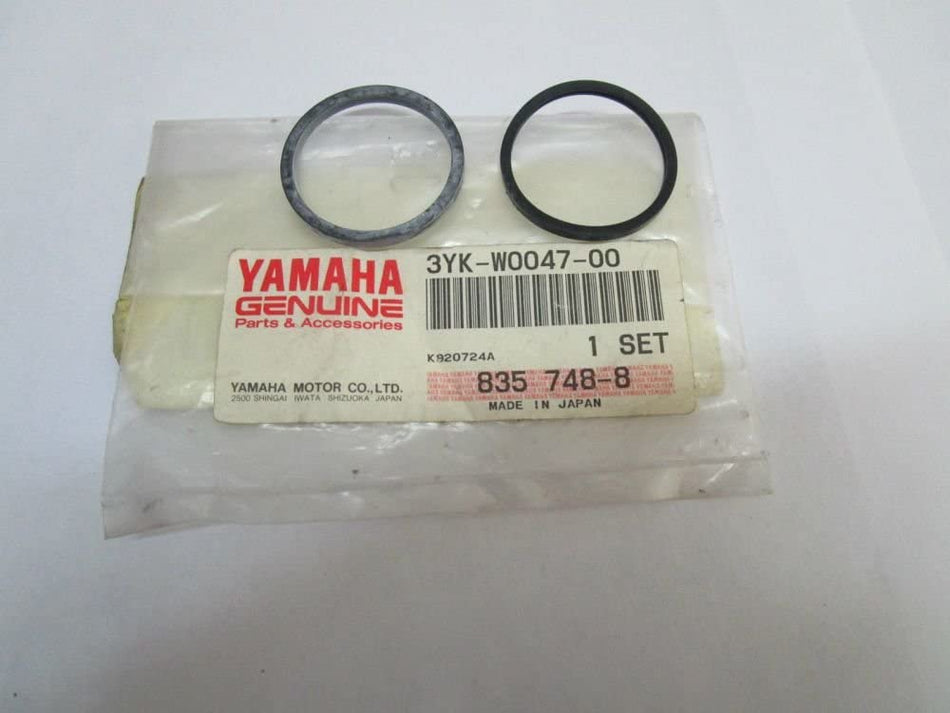 YAMAHA
GENUINE
Parts & Accessories
YAMAHA MOTOR CO.,LTD.
2500 SHINGAI IWATA SHIZUOKA JAPAN
3YK-W0047-00
K920724A
1 SET
835 748-8
MADE IN JAPAN